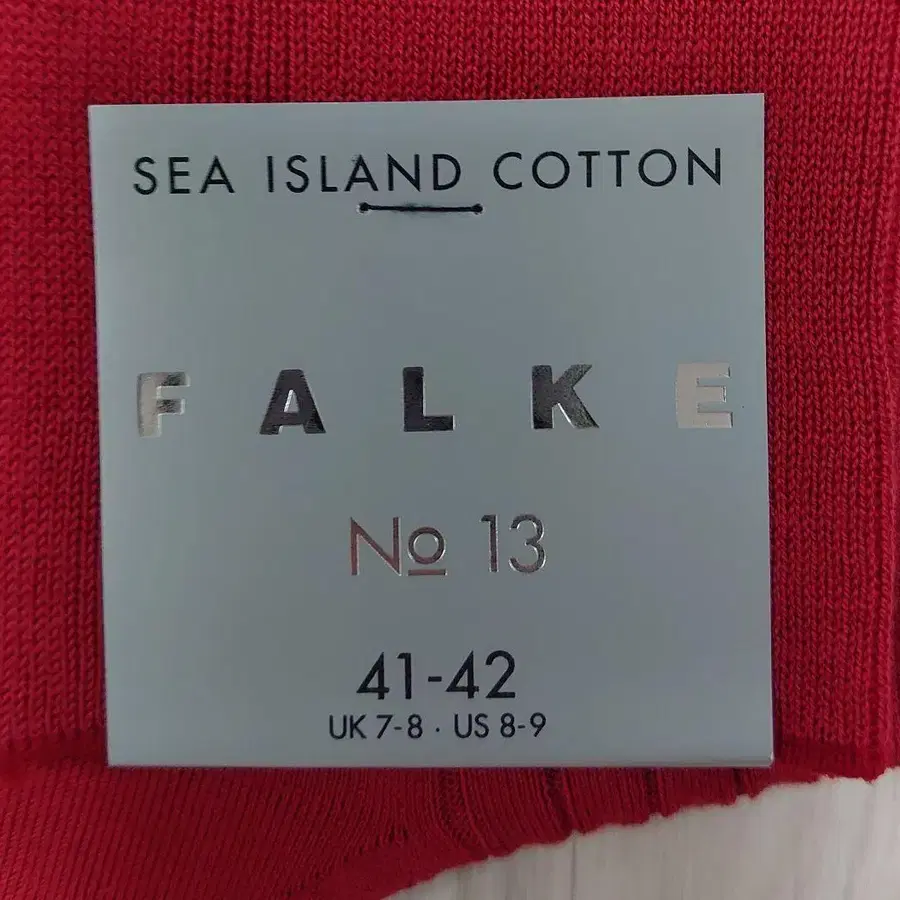 SEA ISLAND COTTON
FALKE
No 13
41-42
UK 7-8 · US 8-9